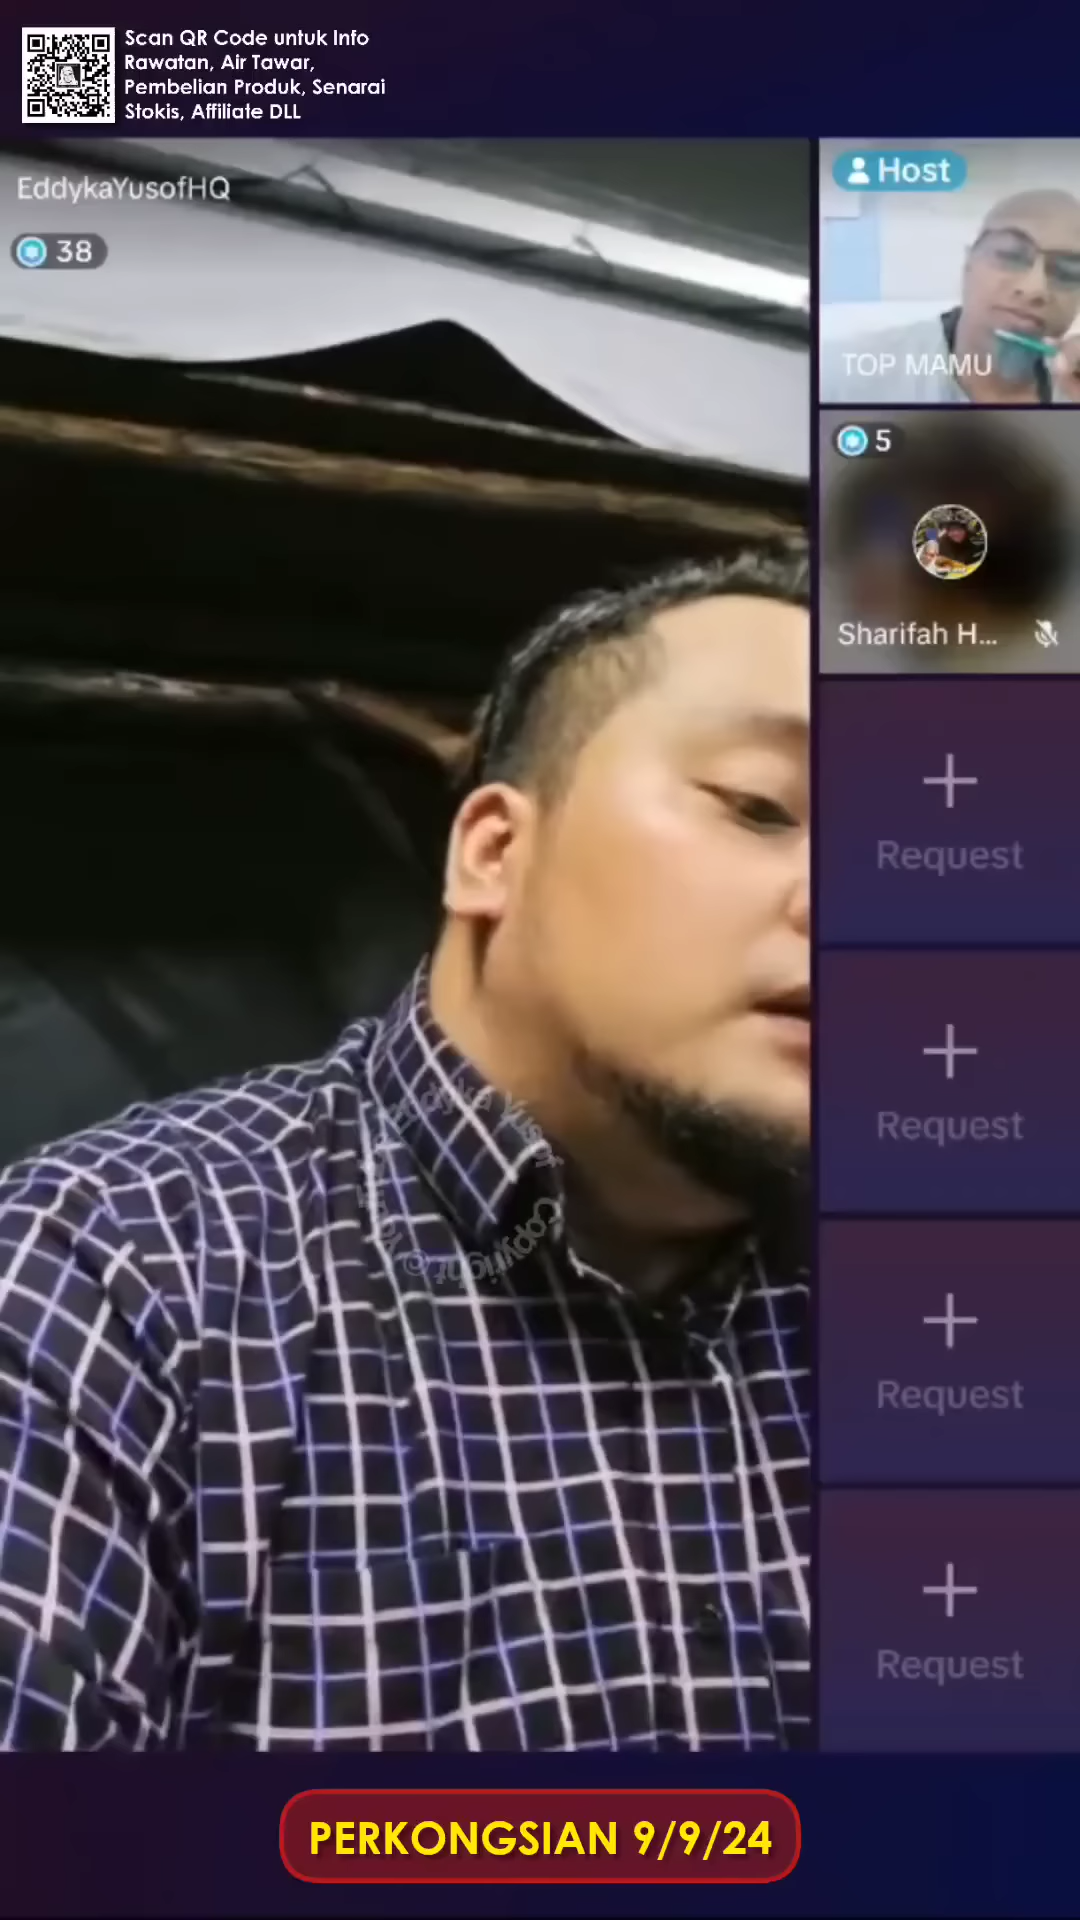 Scan QR Code untuk Info
Rawatan, Air Tawar,
Pembelian Produk, Senarai
Stokis, Affiliate DLL
EddykaYusofHQ
38
Host
TOP MAMU
5
Sharifah H...
Request
Request
Request
Request
Copyright ©
PERKONGSIAN 9/9/24